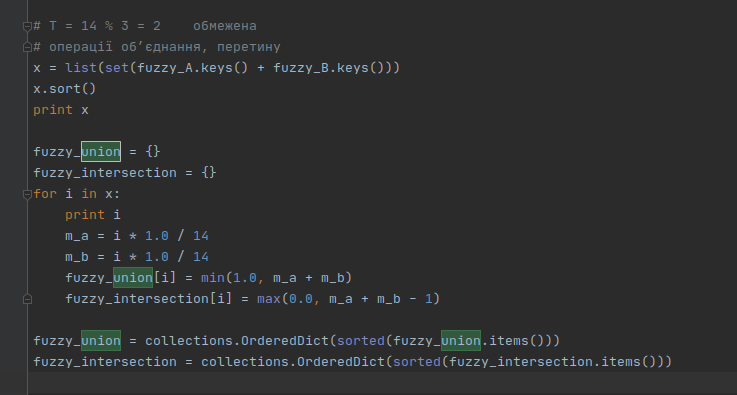 # T = 14 % 3 = 2    обмежена
# операції об’єднання, перетину
x = list(set(fuzzy_A.keys() + fuzzy_B.keys()))
x.sort()
print x
fuzzy_union = {}
fuzzy_intersection = {}
for i in x:
    print i
    m_a = i * 1.0 / 14
    m_b = i * 1.0 / 14
    fuzzy_union[i] = min(1.0, m_a + m_b)
    fuzzy_intersection[i] = max(0.0, m_a + m_b - 1)
fuzzy_union = collections.OrderedDict(sorted(fuzzy_union.items()))
fuzzy_intersection = collections.OrderedDict(sorted(fuzzy_intersection.items()))